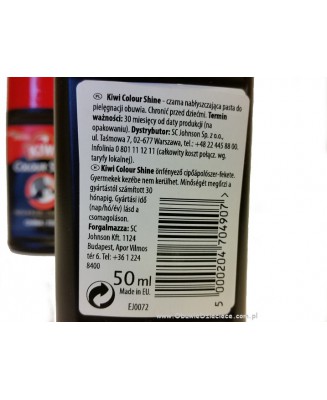 KIWI
COLOUR SHINE
PL Kiwi Colour Shine - czarna nabłyszczająca pasta do
pielęgnacji obuwia. Chronić przed dziećmi. Termin
ważności: 30 miesięcy od daty produkcji (na
opakowaniu). Dystrybutor: SC Johnson Sp. z o.o.,
ul. Taśmowa 7, 02-677 Warszawa, tel. +48 22 445 88 00.
Infolinia 0 801 11 12 11 (całkowity koszt połącz. wg
taryfy lokalnej).
H Kiwi Colour Shine önfényező cipőápolószer-fekete.
Gyermekek kezébe nem kerülhet. Minőségét megőrzi a
gyártástól számított 30
hónapig. Gyártási idő
(nap/hó/év) lásd a
csomagoláson.
Forgalmazza: SC
Johnson Kft. 1124
Budapest, Apor Vilmos
tér 6. Tel: +36 1 224
8400
50 ml
Made in EU.
EJ0072
5 000204 704907 >
www.ObuwieDzieciece.com.pl